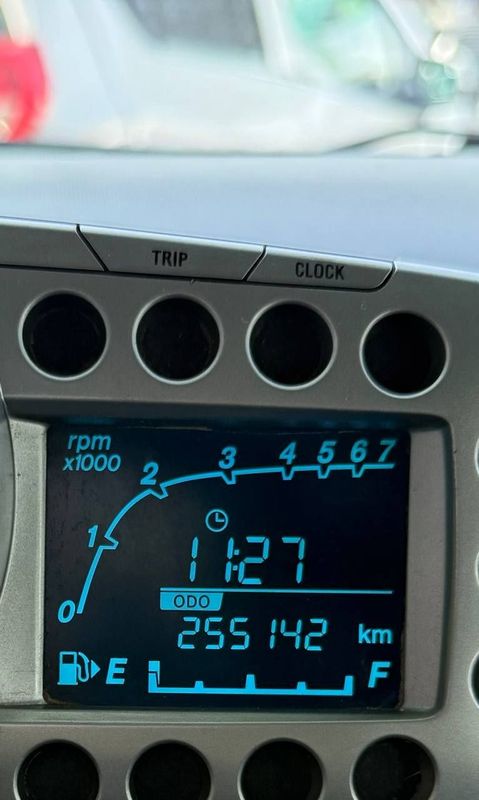 TRIP CLOCK
rpm
x1000
0 1 2 3 4 5 6 7
11:27
ODO
255142 km
E F